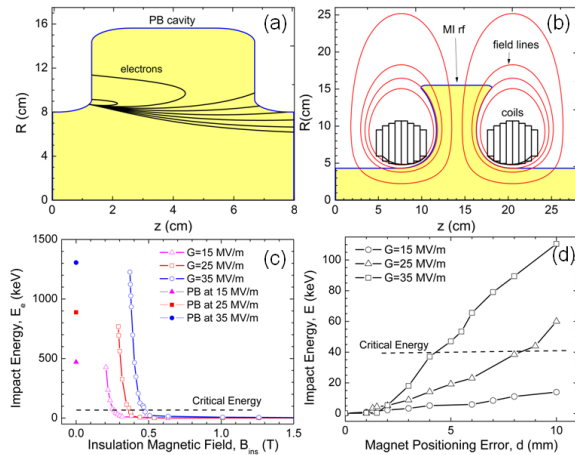 PB cavity
(a)
electrons
R (cm)
16
12
8
4
0
0 2 4 6 8
z (cm)
(b)
MI rf
field lines
coils
R(cm)
25
20
15
10
5
0
0 5 10 15 20 25
z (cm)
(c)
G=15 MV/m
G=25 MV/m
G=35 MV/m
PB at 15 MV/m
PB at 25 MV/m
PB at 35 MV/m
Critical Energy
Impact Energy, Ee (keV)
1500
1000
500
0
0.0 0.5 1.0 1.5
Insulation Magnetic Field, Bins (T)
(d)
G=15 MV/m
G=25 MV/m
G=35 MV/m
Critical Energy
Impact Energy, E (keV)
120
100
80
60
40
20
0
0 2 4 6 8 10
Magnet Positioning Error, d (mm)